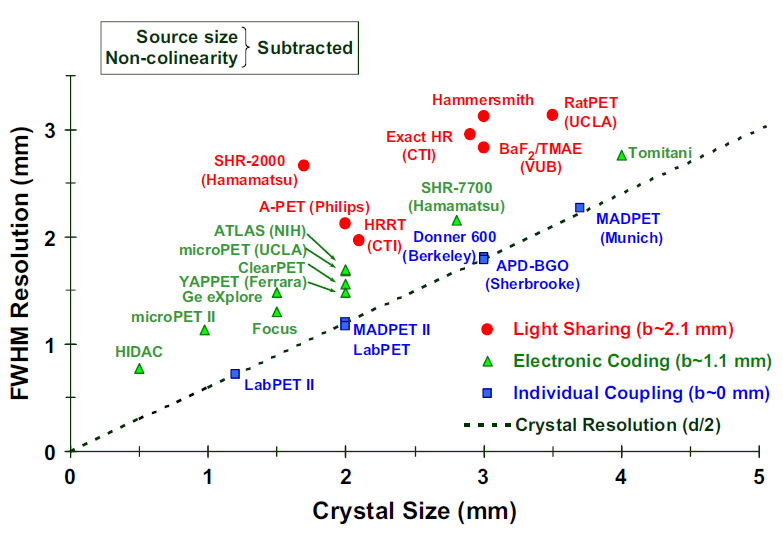 Source size
Non-colinearity
Subtracted
FWHM Resolution (mm)
3
2
1
0
Hammersmith
RatPET
(UCLA)
Exact HR
(CTI)
BaF2/TMAE
(VUB)
Tomitani
SHR-2000
(Hamamatsu)
SHR-7700
(Hamamatsu)
A-PET (Philips)
HRRT
(CTI)
ATLAS (NIH)
microPET (UCLA)
ClearPET
YAPPET (Ferrara)
Ge eXplore
microPET II
Focus
HIDAC
Donner 600
(Berkeley)
MADPET
(Munich)
APD-BGO
(Sherbrooke)
MADPET II
LabPET
LabPET II
Light Sharing (b~2.1 mm)
Electronic Coding (b~1.1 mm)
Individual Coupling (b~0 mm)
Crystal Resolution (d/2)
0
1
2
3
4
5
Crystal Size (mm)